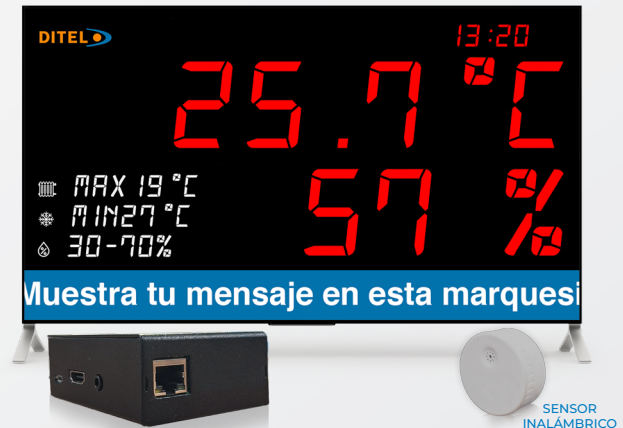 DITEL
13:20
25.7 °C
MAX 19 °C
MIN27 °C
30-70%
57 %
Muestra tu mensaje en esta marquesi
SENSOR
INALÁMBRICO